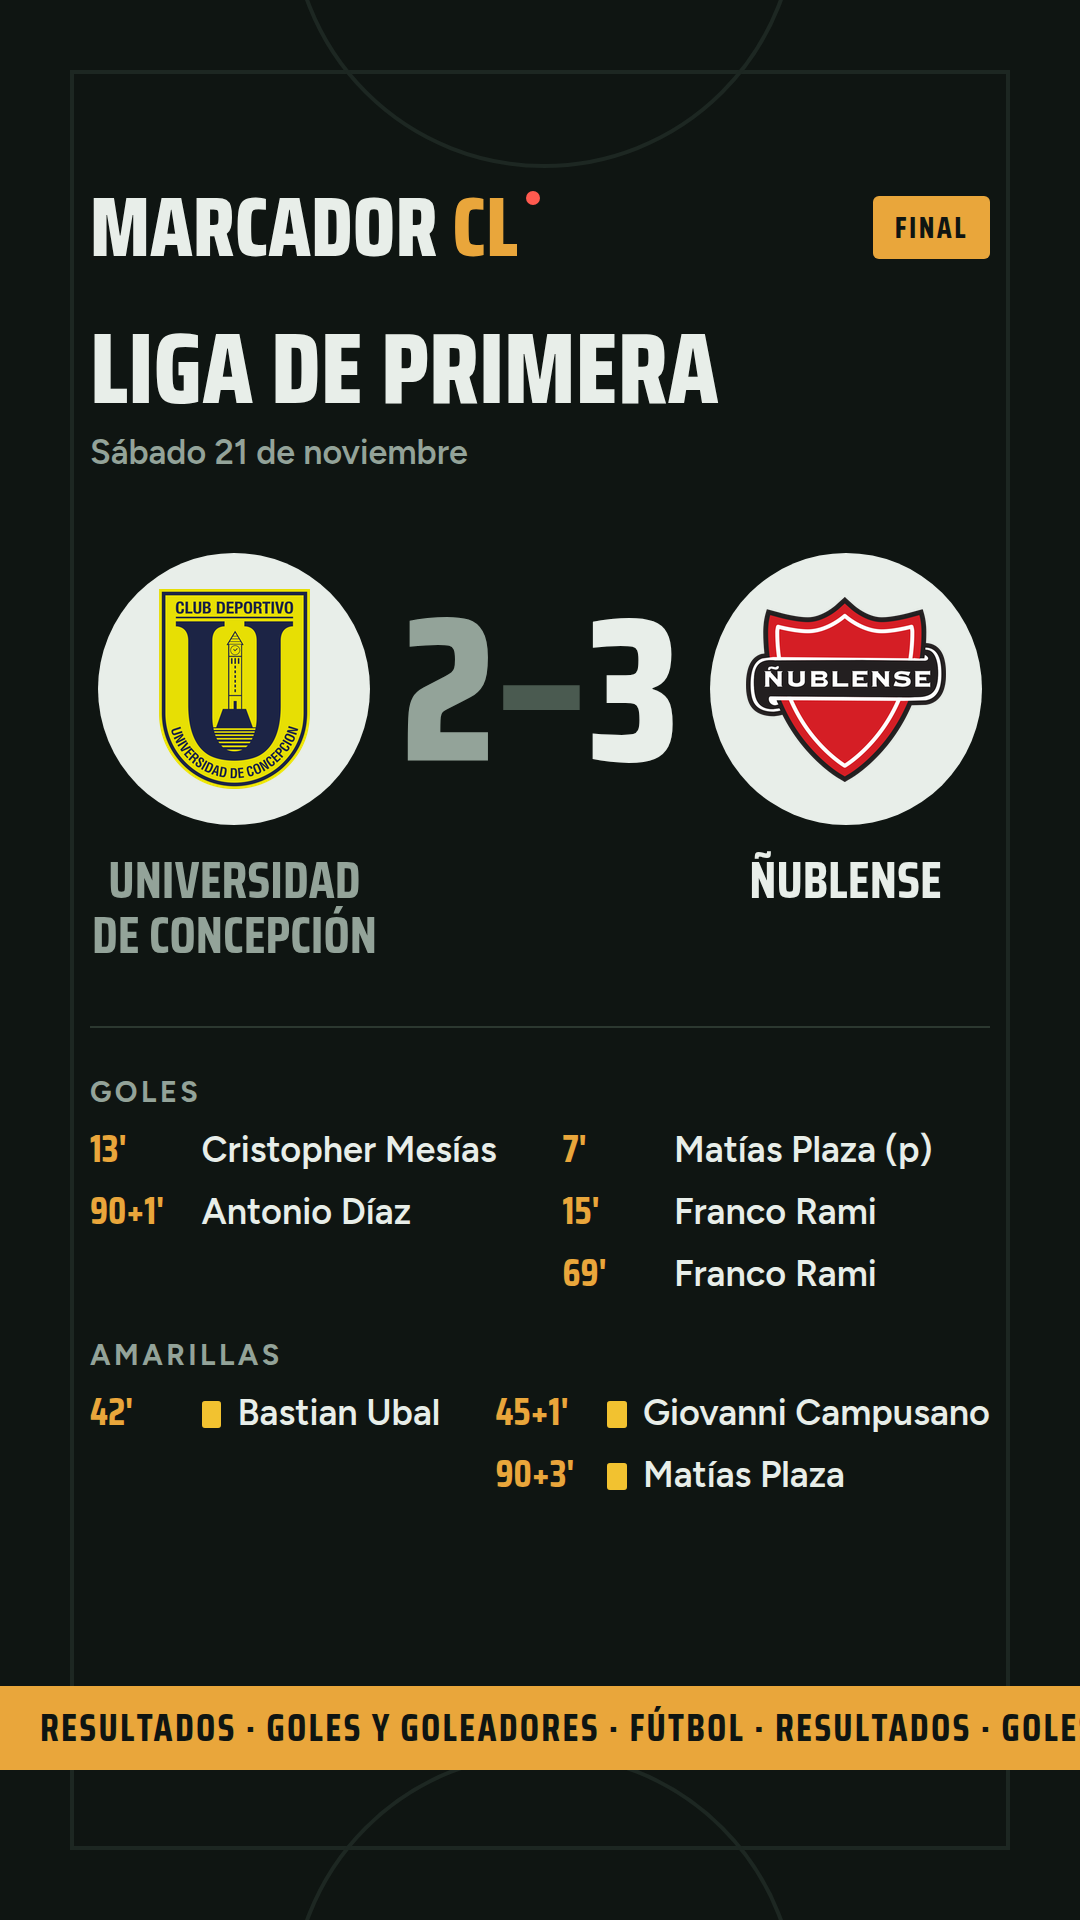 MARCADOR CL
FINAL
LIGA DE PRIMERA
Sábado 21 de noviembre
CLUB DEPORTIVO
UNIVERSIDAD DE CONCEPCION
2–3
ÑUBLENSE
UNIVERSIDAD
DE CONCEPCIÓN
ÑUBLENSE
GOLES
13' Cristopher Mesías
90+1' Antonio Díaz
7' Matías Plaza (p)
15' Franco Rami
69' Franco Rami
AMARILLAS
42' Bastian Ubal
45+1' Giovanni Campusano
90+3' Matías Plaza
RESULTADOS · GOLES Y GOLEADORES · FÚTBOL · RESULTADOS · GOLES